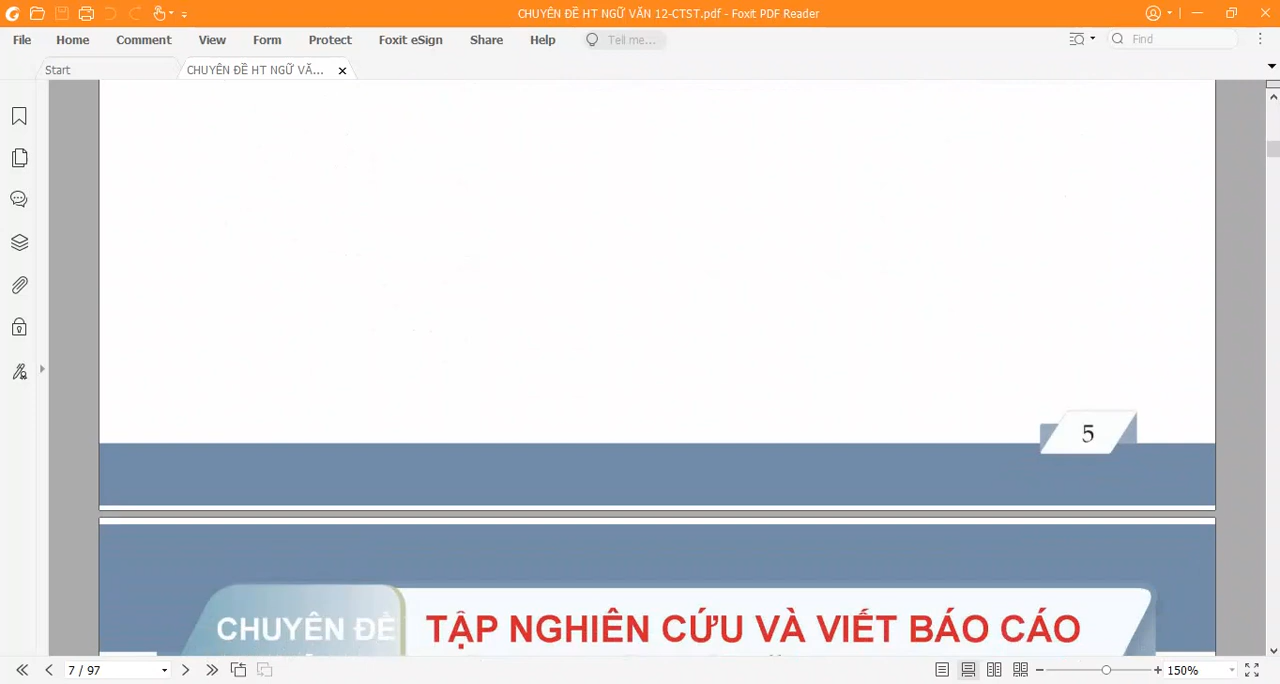 CHUYÊN ĐỀ HT NGỮ VĂN 12-CTST.pdf - Foxit PDF Reader
File Home Comment View Form Protect Foxit eSign Share Help Tell me... Find
Start CHUYÊN ĐỀ HT NGỮ VĂ...
5
CHUYÊN ĐỀ TẬP NGHIÊN CỨU VÀ VIẾT BÁO CÁO
7 / 97 150%